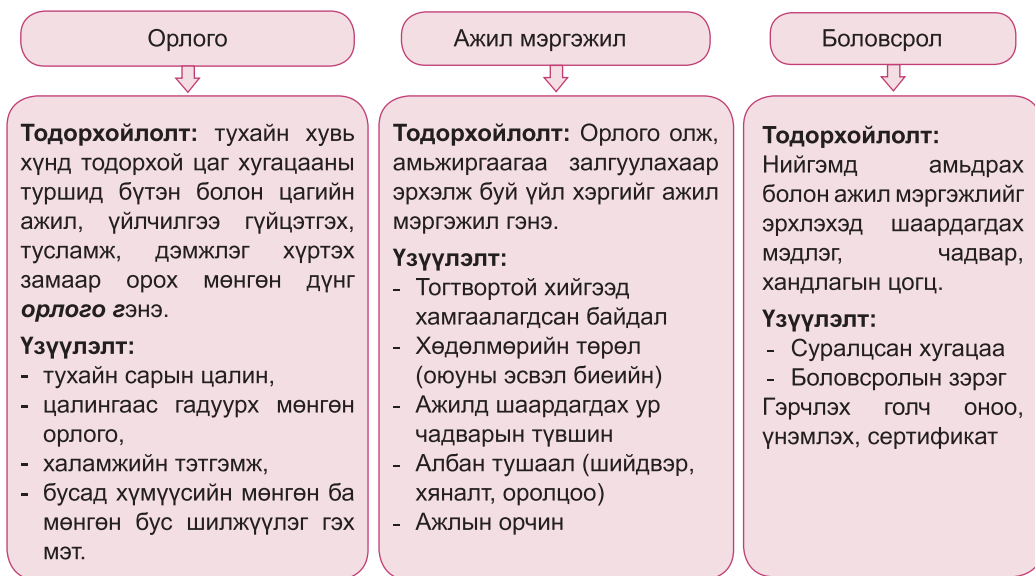 Орлого
Тодорхойлолт: тухайн хувь
хүнд тодорхой цаг хугацааны
туршид бүтэн болон цагийн
ажил, үйлчилгээ гүйцэтгэх,
тусламж, дэмжлэг хүртэх
замаар орох мөнгөн дүнг
орлого гэнэ.
Үзүүлэлт:
- тухайн сарын цалин,
- цалингаас гадуурх мөнгөн
орлого,
- халамжийн тэтгэмж,
- бусад хүмүүсийн мөнгөн ба
мөнгөн бус шилжүүлэг гэх
мэт.
Ажил мэргэжил
Тодорхойлолт: Орлого олж,
амьжиргаагаа залгуулахаар
эрхэлж буй үйл хэргийг ажил
мэргэжил гэнэ.
Үзүүлэлт:
- Тогтвортой хийгээд
хамгаалагдсан байдал
- Хөдөлмөрийн төрөл
(оюуны эсвэл биеийн)
- Ажилд шаардагдах ур
чадварын түвшин
- Албан тушаал (шийдвэр,
хяналт, оролцоо)
- Ажлын орчин
Боловсрол
Тодорхойлолт:
Нийгэмд амьдрах
болон ажил мэргэжлийг
эрхлэхэд шаардагдах
мэдлэг, чадвар,
хандлагын цогц.
Үзүүлэлт:
- Суралцсан хугацаа
- Боловсролын зэрэг
Гэрчлэх голч оноо,
үнэмлэх, сертификат